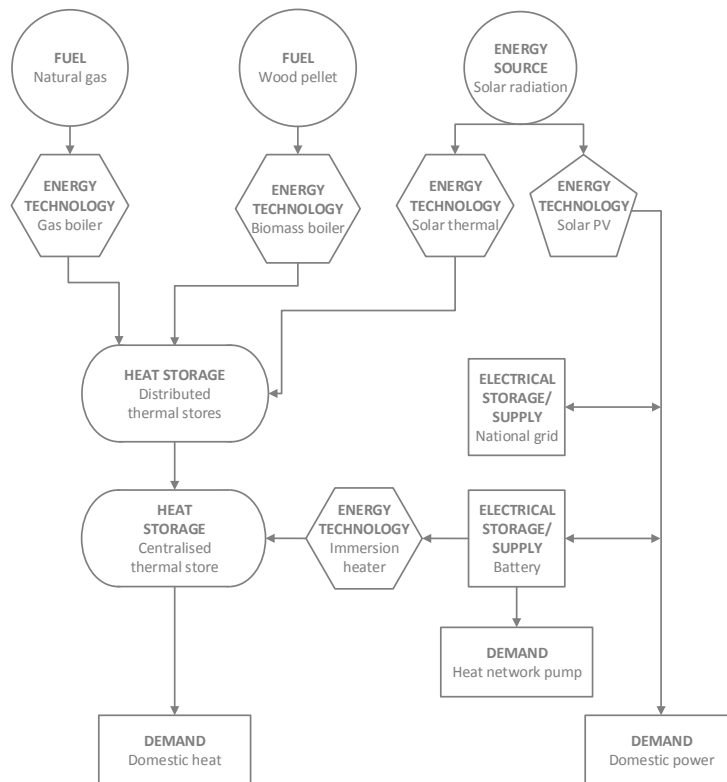 FUEL
Natural gas
FUEL
Wood pellet
ENERGY
SOURCE
Solar radiation
ENERGY
TECHNOLOGY
Gas boiler
ENERGY
TECHNOLOGY
Biomass boiler
ENERGY
TECHNOLOGY
Solar thermal
ENERGY
TECHNOLOGY
Solar PV
HEAT STORAGE
Distributed
thermal stores
ELECTRICAL
STORAGE/
SUPPLY
National grid
HEAT
STORAGE
Centralised
thermal store
ENERGY
TECHNOLOGY
Immersion
heater
ELECTRICAL
STORAGE/
SUPPLY
Battery
DEMAND
Heat network pump
DEMAND
Domestic heat
DEMAND
Domestic power